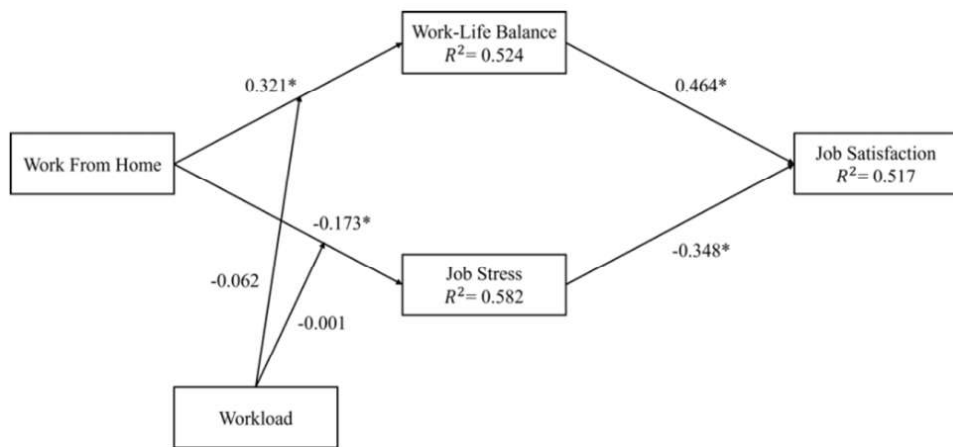 Work-Life Balance
R²= 0.524
0.321*
0.464*
Work From Home
Job Satisfaction
R²= 0.517
-0.173*
-0.348*
-0.062
Job Stress
R²= 0.582
-0.001
Workload